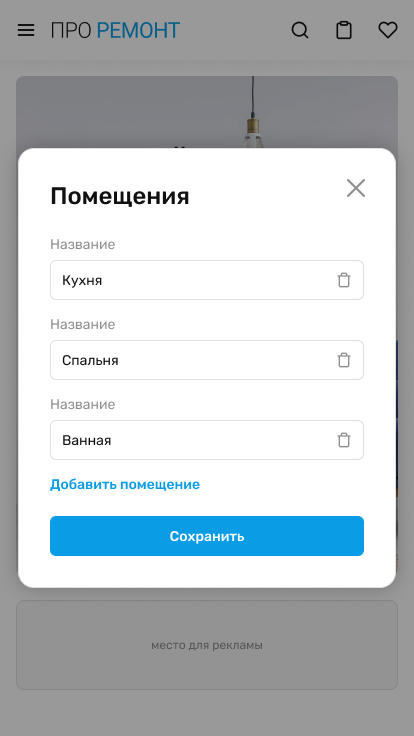 ПРО РЕМОНТ
Помещения
Название
Кухня
Название
Спальня
Название
Ванная
Добавить помещение
Сохранить
место для рекламы